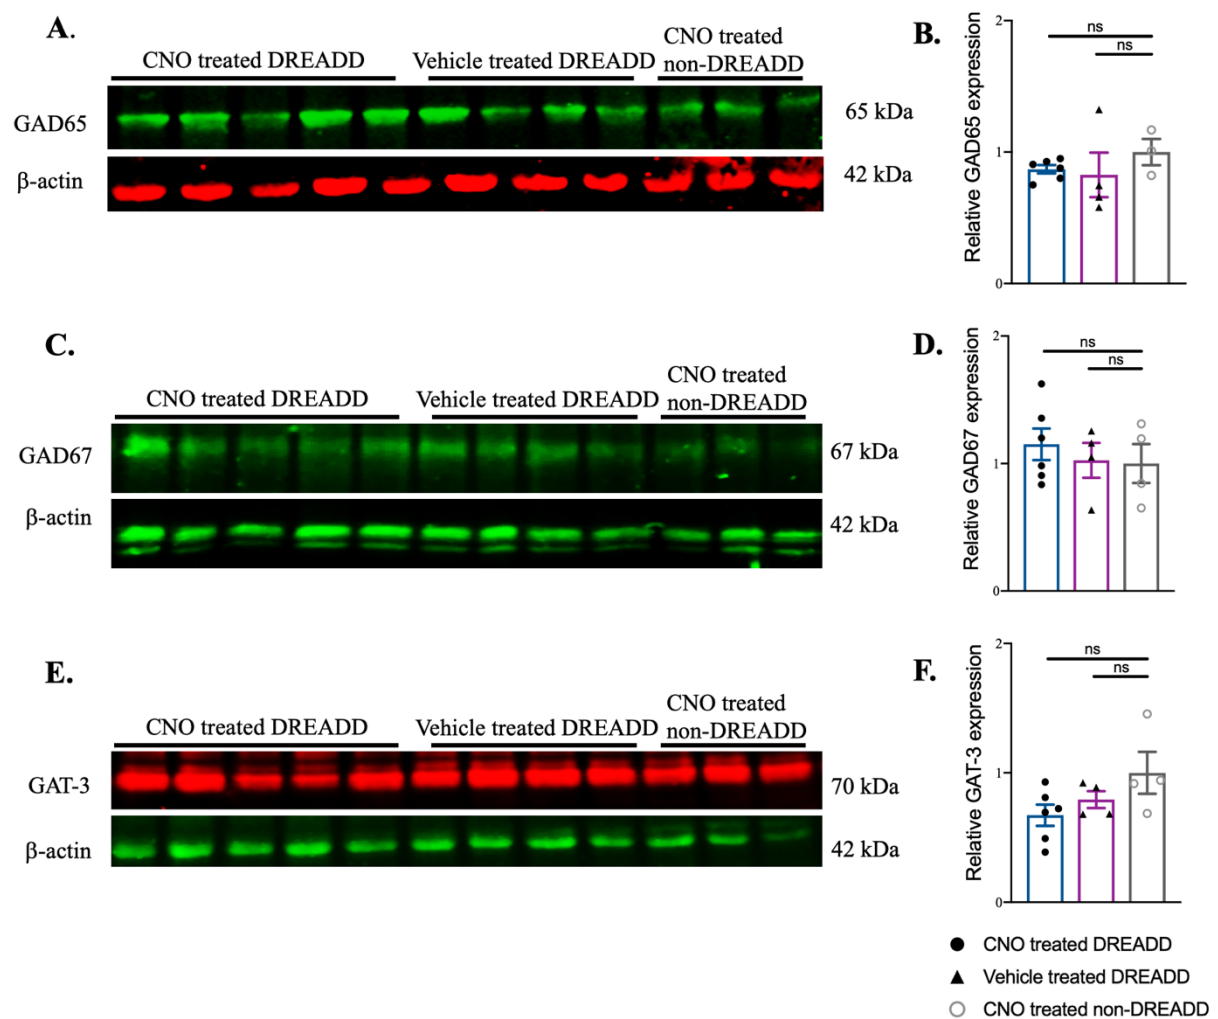 A.
CNO treated DREADD
Vehicle treated DREADD
CNO treated
non-DREADD
GAD65
65 kDa
β-actin
42 kDa
B.
Relative GAD65 expression
2
1
0
ns
ns
C.
CNO treated DREADD
Vehicle treated DREADD
CNO treated
non-DREADD
GAD67
67 kDa
β-actin
42 kDa
D.
Relative GAD67 expression
2
1
0
ns
ns
E.
CNO treated DREADD
Vehicle treated DREADD
CNO treated
non-DREADD
GAT-3
70 kDa
β-actin
42 kDa
F.
Relative GAT-3 expression
2
1
0
ns
ns
CNO treated DREADD
Vehicle treated DREADD
CNO treated non-DREADD